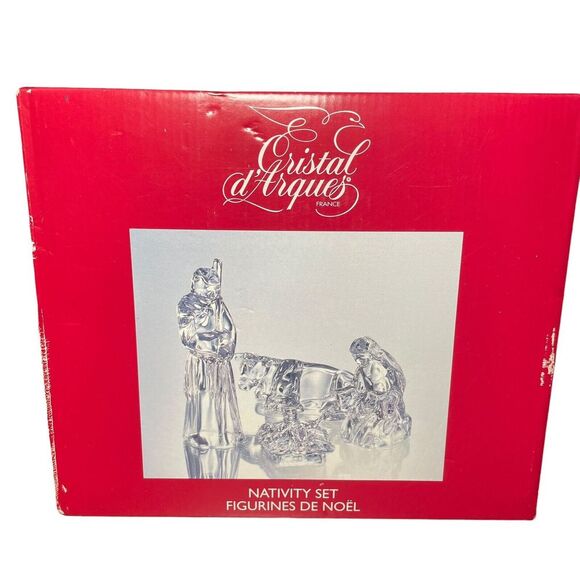 Cristal
d'Arques®
FRANCE
NATIVITY SET
FIGURINES DE NOËL